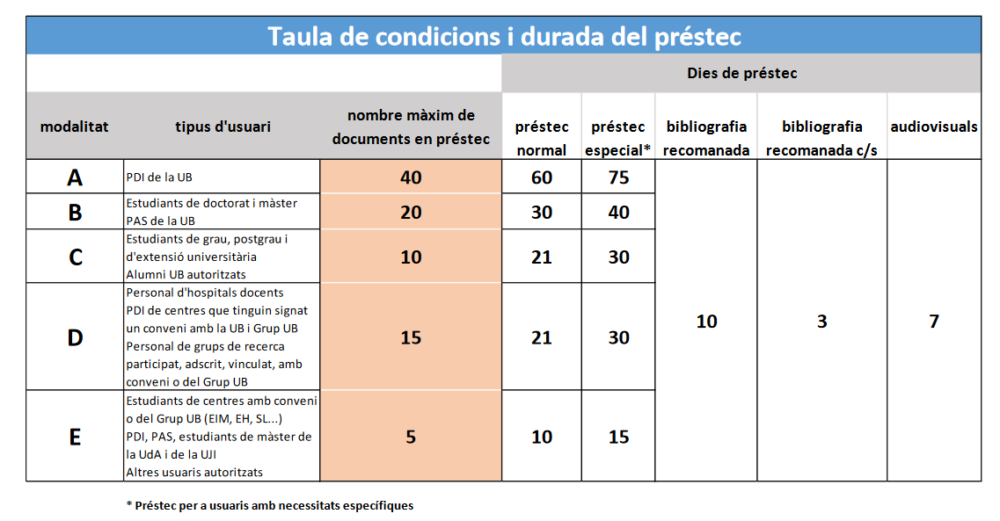 Taula de condicions i durada del préstec
Dies de préstec
modalitat
tipus d'usuari
nombre màxim de
documents en préstec
préstec
normal
préstec
especial*
bibliografia
recomanada
bibliografia
recomanada c/s
audiovisuals
A
PDI de la UB
40
60
75
B
Estudiants de doctorat i màster
PAS de la UB
20
30
40
C
Estudiants de grau, postgrau i
d'extensió universitària
Alumni UB autoritzats
10
21
30
D
Personal d'hospitals docents
PDI de centres que tinguin signat
un conveni amb la UB i Grup UB
Personal de grups de recerca
participat, adscrit, vinculat, amb
conveni o del Grup UB
15
21
30
10
3
7
E
Estudiants de centres amb conveni
o del Grup UB (EIM, EH, SL...)
PDI, PAS, estudiants de màster de
la UdA i de la UJI
Altres usuaris autoritzats
5
10
15
* Préstec per a usuaris amb necessitats específiques